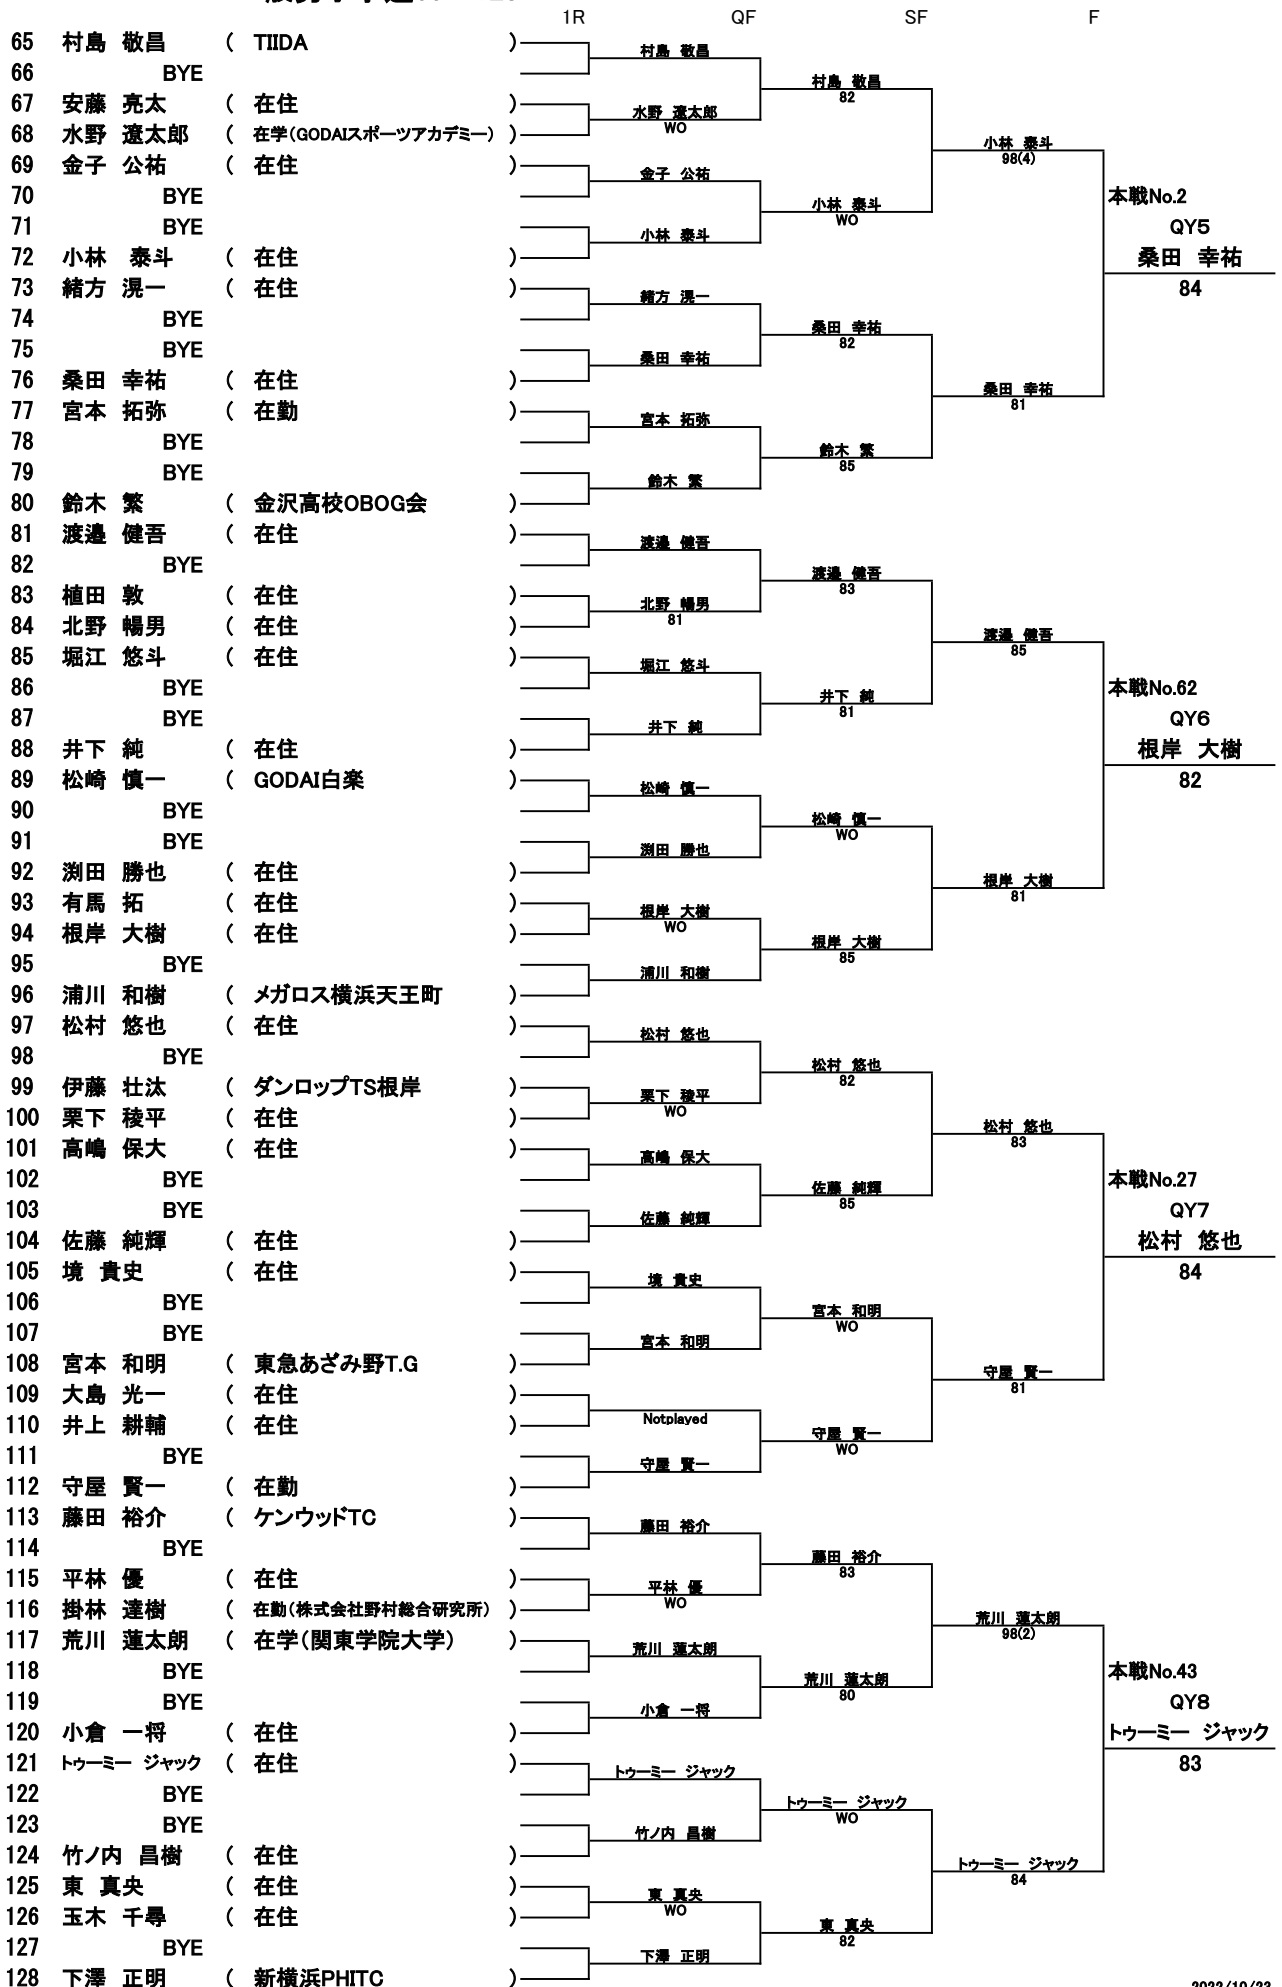 1R QF SF F
65 村島 敬昌 ( TIIDA )
村島 敬昌
66 BYE
村島 敬昌
82
67 安藤 亮太 ( 在住 )
水野 遼太郎
WO
68 水野 遼太郎 ( 在学(GODAIスポーツアカデミー) )
小林 泰斗
98(4)
69 金子 公祐 ( 在住 )
金子 公祐
70 BYE
本戦No.2
小林 泰斗
WO
71 BYE
QY5
小林 泰斗
72 小林 泰斗 ( 在住 )
桑田 幸祐
84
73 緒方 滉一 ( 在住 )
緒方 滉一
74 BYE
桑田 幸祐
82
75 BYE
桑田 幸祐
76 桑田 幸祐 ( 在住 )
桑田 幸祐
81
77 宮本 拓弥 ( 在勤 )
宮本 拓弥
78 BYE
鈴木 繁
85
79 BYE
鈴木 繁
80 鈴木 繁 ( 金沢高校OBOG会 )
81 渡邉 健吾 ( 在住 )
渡邉 健吾
82 BYE
渡邉 健吾
83
83 植田 敦 ( 在住 )
北野 暢男
81
84 北野 暢男 ( 在住 )
渡邉 健吾
85
85 堀江 悠斗 ( 在住 )
堀江 悠斗
86 BYE
本戦No.62
井下 純
81
87 BYE
QY6
井下 純
88 井下 純 ( 在住 )
根岸 大樹
82
89 松崎 慎一 ( GODAI白楽 )
松崎 慎一
90 BYE
松崎 慎一
WO
91 BYE
渕田 勝也
92 渕田 勝也 ( 在住 )
根岸 大樹
81
93 有馬 拓 ( 在住 )
根岸 大樹
WO
94 根岸 大樹 ( 在住 )
根岸 大樹
85
95 BYE
浦川 和樹
96 浦川 和樹 ( メガロス横浜天王町 )
97 松村 悠也 ( 在住 )
松村 悠也
98 BYE
松村 悠也
82
99 伊藤 壮汰 ( ダンロップTS根岸 )
栗下 稜平
WO
100 栗下 稜平 ( 在住 )
松村 悠也
83
101 高嶋 保大 ( 在住 )
高嶋 保大
102 BYE
本戦No.27
佐藤 純輝
85
103 BYE
QY7
佐藤 純輝
104 佐藤 純輝 ( 在住 )
松村 悠也
84
105 境 貴史 ( 在住 )
境 貴史
106 BYE
宮本 和明
WO
107 BYE
宮本 和明
108 宮本 和明 ( 東急あざみ野T.G )
守屋 賢一
81
109 大島 光一 ( 在住 )
Notplayed
110 井上 耕輔 ( 在住 )
守屋 賢一
WO
111 BYE
守屋 賢一
112 守屋 賢一 ( 在勤 )
113 藤田 裕介 ( ケンウッドTC )
藤田 裕介
114 BYE
藤田 裕介
83
115 平林 優 ( 在住 )
平林 優
WO
116 掛林 達樹 ( 在勤(株式会社野村総合研究所) )
荒川 蓮太朗
98(2)
117 荒川 蓮太朗 ( 在学(関東学院大学) )
荒川 蓮太朗
118 BYE
本戦No.43
荒川 蓮太朗
80
119 BYE
QY8
小倉 一将
120 小倉 一将 ( 在住 )
トゥーミー ジャック
83
121 トゥーミー ジャック ( 在住 )
トゥーミー ジャック
122 BYE
トゥーミー ジャック
WO
123 BYE
竹ノ内 昌樹
124 竹ノ内 昌樹 ( 在住 )
トゥーミー ジャック
84
125 東 真央 ( 在住 )
東 真央
WO
126 玉木 千尋 ( 在住 )
東 真央
82
127 BYE
下澤 正明
128 下澤 正明 ( 新横浜PHITC )
2022/10/23